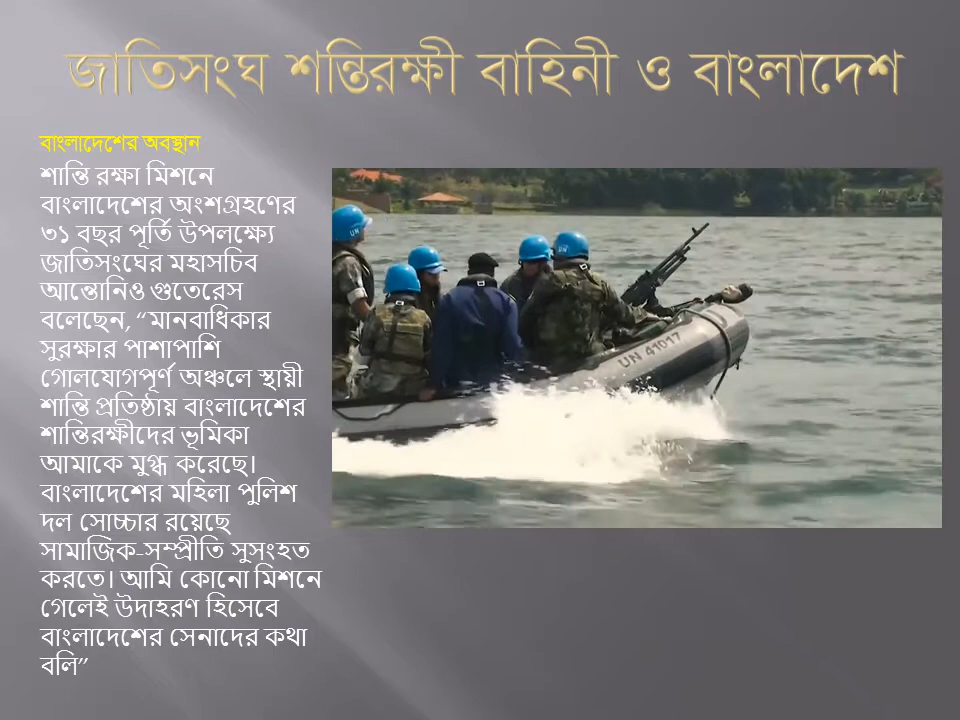 জাতিসংঘ শন্তিরক্ষী বাহিনী ও বাংলাদেশ
বাংলাদেশের অবস্থান
শান্তি রক্ষা মিশনে
বাংলাদেশের অংশগ্রহণের
৩১ বছর পূর্তি উপলক্ষ্যে
জাতিসংঘের মহাসচিব
আন্তোনিও গুতেরেস
বলেছেন, “মানবাধিকার
সুরক্ষার পাশাপাশি
গোলযোগপূর্ণ অঞ্চলে স্থায়ী
শান্তি প্রতিষ্ঠায় বাংলাদেশের
শান্তিরক্ষীদের ভূমিকা
আমাকে মুগ্ধ করেছে।
বাংলাদেশের মহিলা পুলিশ
দল সোচ্চার রয়েছে
সামাজিক-সম্প্রীতি সুসংহত
করতে। আমি কোনো মিশনে
গেলেই উদাহরণ হিসেবে
বাংলাদেশের সেনাদের কথা
বলি”
UN
UN
UN 41017